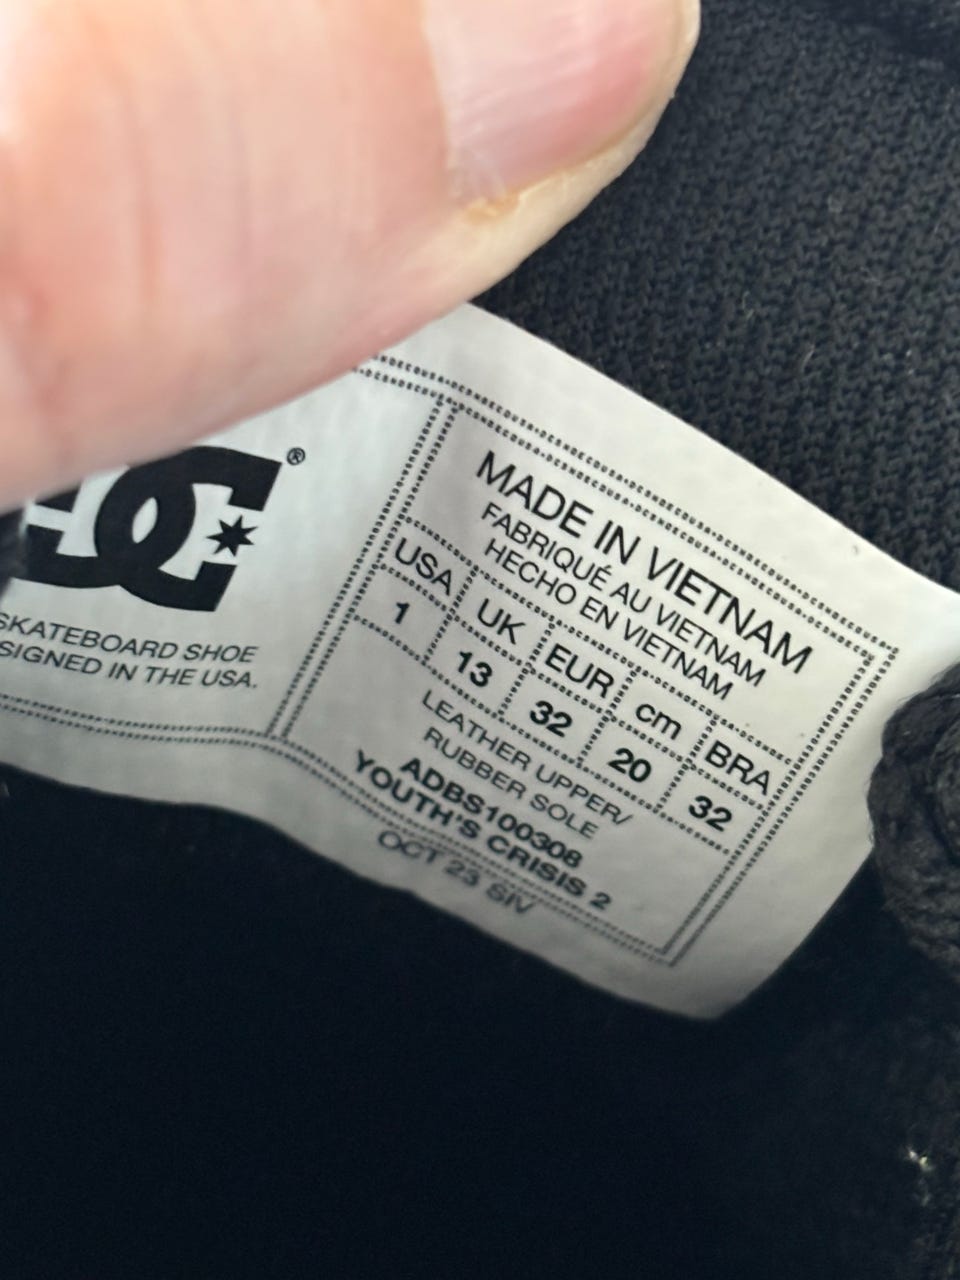 DC®
SKATEBOARD SHOE
SIGNED IN THE USA.
MADE IN VIETNAM
FABRIQUÉ AU VIETNAM
HECHO EN VIETNAM
USA UK EUR cm BRA
1 13 32 20 32
LEATHER UPPER/
RUBBER SOLE
ADBS100308
YOUTH'S CRISIS 2
OCT 23 SIV